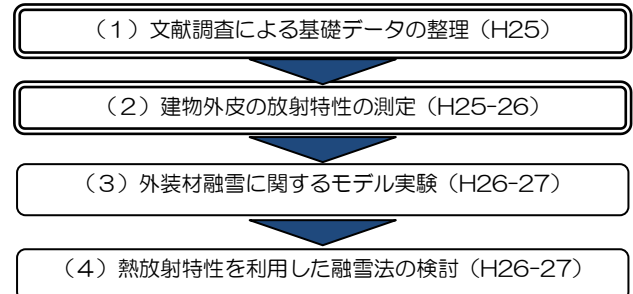 （１）文献調査による基礎データの整理（H25）
（２）建物外皮の放射特性の測定（H25-26）
（３）外装材融雪に関するモデル実験（H26-27）
（４）熱放射特性を利用した融雪法の検討（H26-27）